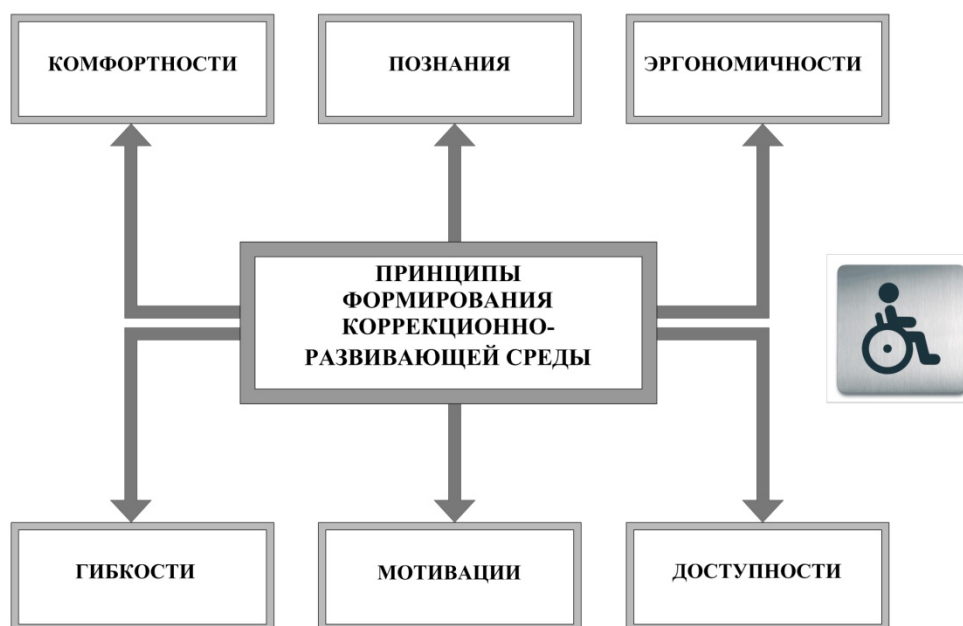 КОМФОРТНОСТИ
ПОЗНАНИЯ
ЭРГОНОМИЧНОСТИ
ПРИНЦИПЫ
ФОРМИРОВАНИЯ
КОРРЕКЦИОННО-
РАЗВИВАЮЩЕЙ СРЕДЫ
ГИБКОСТИ
МОТИВАЦИИ
ДОСТУПНОСТИ